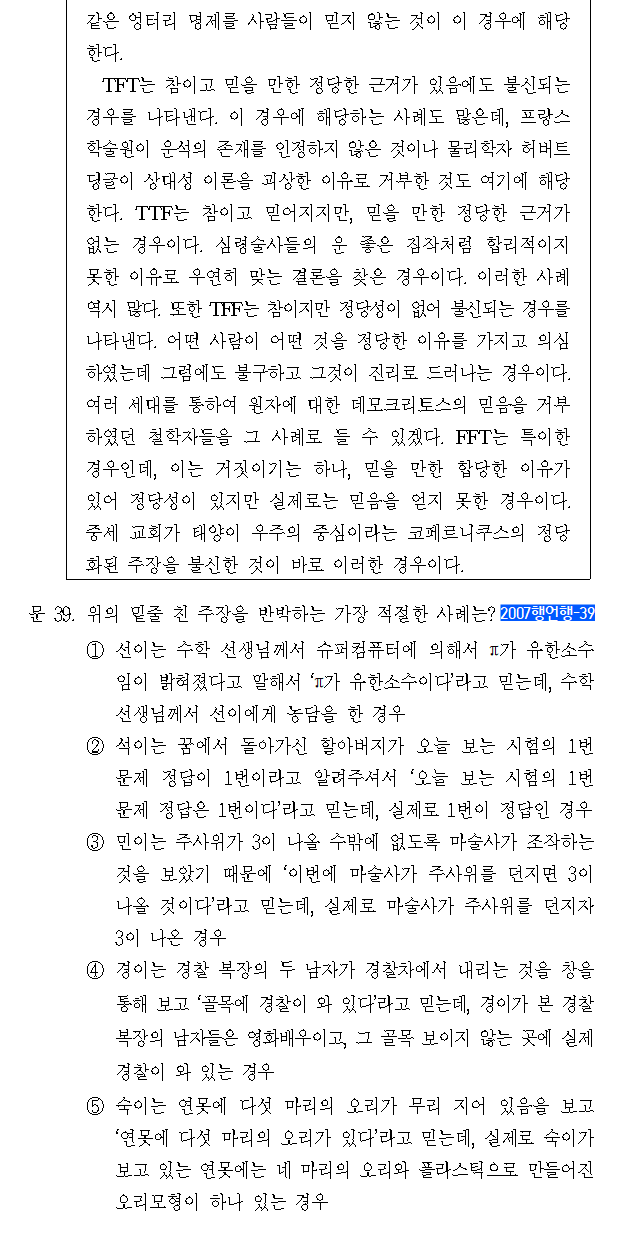 같은 엉터리 명제를 사람들이 믿지 않는 것이 이 경우에 해당
한다.
TFT는 참이고 믿을 만한 정당한 근거가 있음에도 불신되는
경우를 나타낸다. 이 경우에 해당하는 사례도 많은데, 프랑스
학술원이 운석의 존재를 인정하지 않은 것이나 물리학자 허버트
딩글이 상대성 이론을 괴상한 이유로 거부한 것도 여기에 해당
한다. TTF는 참이고 믿어지지만, 믿을 만한 정당한 근거가
없는 경우이다. 심령술사들의 운 좋은 짐작처럼 합리적이지
못한 이유로 우연히 맞는 결론을 찾은 경우이다. 이러한 사례
역시 많다. 또한 TFF는 참이지만 정당성이 없어 불신되는 경우를
나타낸다. 어떤 사람이 어떤 것을 정당한 이유를 가지고 의심
하였는데 그럼에도 불구하고 그것이 진리로 드러나는 경우이다.
여러 세대를 통하여 원자에 대한 데모크리토스의 믿음을 거부
하였던 철학자들을 그 사례로 들 수 있겠다. FFT는 특이한
경우인데, 이는 거짓이기는 하나, 믿을 만한 합당한 이유가
있어 정당성이 있지만 실제로는 믿음을 얻지 못한 경우이다.
중세 교회가 태양이 우주의 중심이라는 코페르니쿠스의 정당
화된 주장을 불신한 것이 바로 이러한 경우이다.
문 39. 위의 밑줄 친 주장을 반박하는 가장 적절한 사례는? 2007행언행-39
① 선이는 수학 선생님께서 슈퍼컴퓨터에 의해서 π가 유한소수
임이 밝혀졌다고 말해서 ‘π가 유한소수이다’라고 믿는데, 수학
선생님께서 선이에게 농담을 한 경우
② 석이는 꿈에서 돌아가신 할아버지가 오늘 보는 시험의 1번
문제 정답이 1번이라고 알려주셔서 ‘오늘 보는 시험의 1번
문제 정답은 1번이다’라고 믿는데, 실제로 1번이 정답인 경우
③ 민이는 주사위가 3이 나올 수밖에 없도록 마술사가 조작하는
것을 보았기 때문에 ‘이번에 마술사가 주사위를 던지면 3이
나올 것이다’라고 믿는데, 실제로 마술사가 주사위를 던지자
3이 나온 경우
④ 경이는 경찰 복장의 두 남자가 경찰차에서 내리는 것을 창을
통해 보고 ‘골목에 경찰이 와 있다’라고 믿는데, 경이가 본 경찰
복장의 남자들은 영화배우이고, 그 골목 보이지 않는 곳에 실제
경찰이 와 있는 경우
⑤ 숙이는 연못에 다섯 마리의 오리가 무리 지어 있음을 보고
‘연못에 다섯 마리의 오리가 있다’라고 믿는데, 실제로 숙이가
보고 있는 연못에는 네 마리의 오리와 플라스틱으로 만들어진
오리모형이 하나 있는 경우